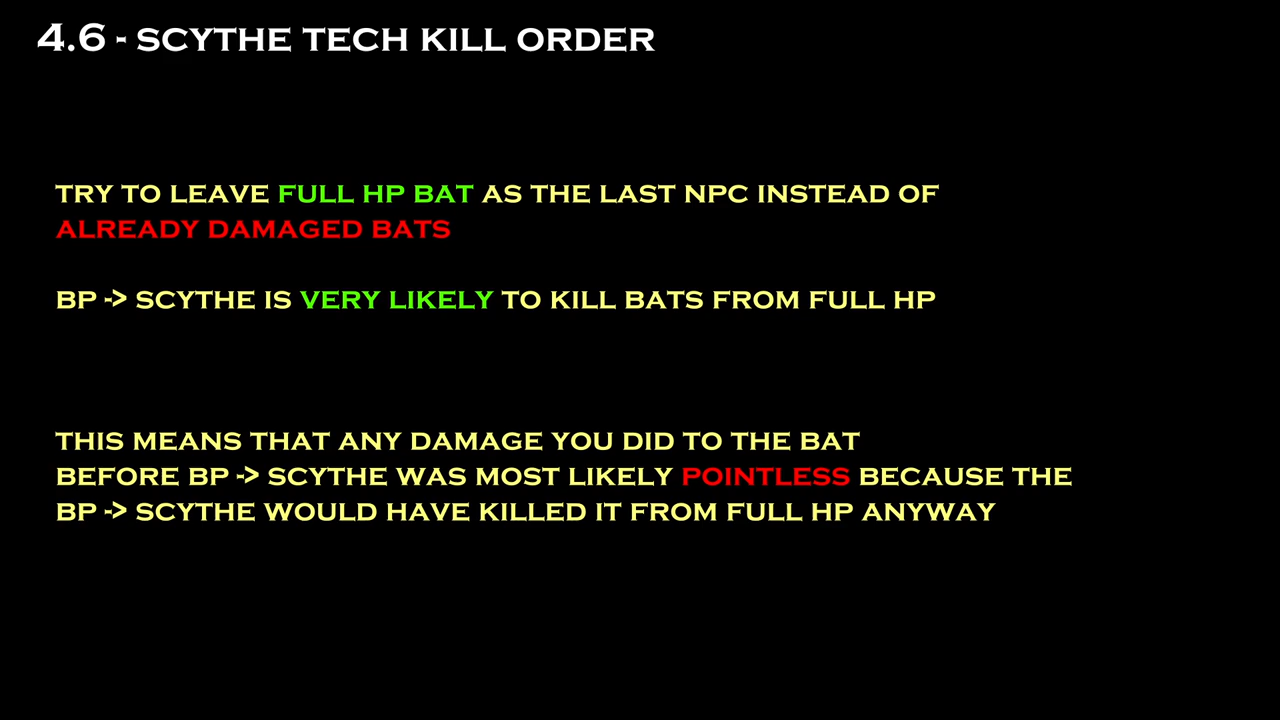 4.6 - SCYTHE TECH KILL ORDER
TRY TO LEAVE FULL HP BAT AS THE LAST NPC INSTEAD OF
ALREADY DAMAGED BATS
BP -> SCYTHE IS VERY LIKELY TO KILL BATS FROM FULL HP
THIS MEANS THAT ANY DAMAGE YOU DID TO THE BAT
BEFORE BP -> SCYTHE WAS MOST LIKELY POINTLESS BECAUSE THE
BP -> SCYTHE WOULD HAVE KILLED IT FROM FULL HP ANYWAY